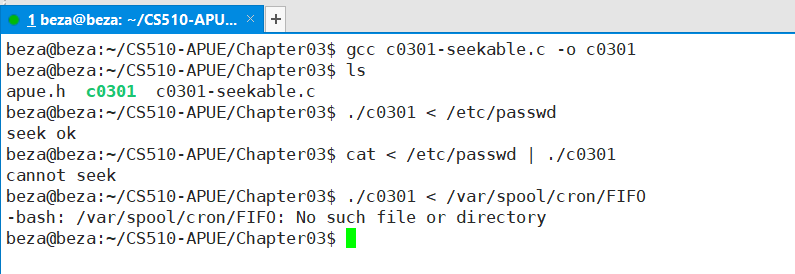 1 beza@beza: ~/CS510-APU... × +
beza@beza:~/CS510-APUE/Chapter03$ gcc c0301-seekable.c -o c0301
beza@beza:~/CS510-APUE/Chapter03$ ls
apue.h  c0301  c0301-seekable.c
beza@beza:~/CS510-APUE/Chapter03$ ./c0301 < /etc/passwd
seek ok
beza@beza:~/CS510-APUE/Chapter03$ cat < /etc/passwd | ./c0301
cannot seek
beza@beza:~/CS510-APUE/Chapter03$ ./c0301 < /var/spool/cron/FIFO
-bash: /var/spool/cron/FIFO: No such file or directory
beza@beza:~/CS510-APUE/Chapter03$